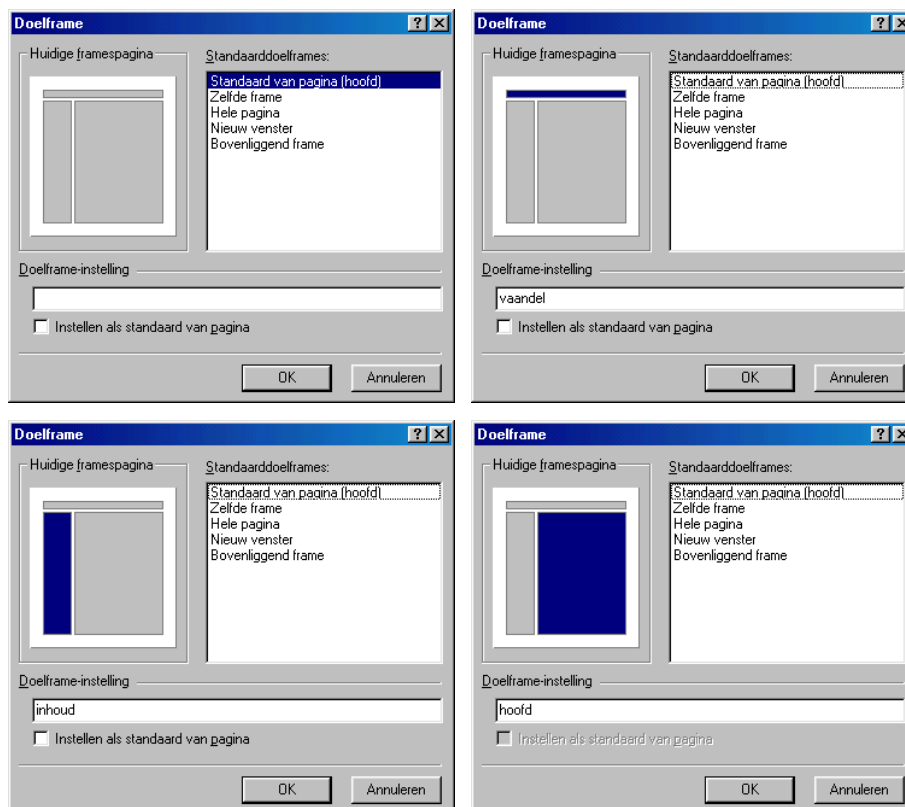 Doelframe
Huidige framespagina
Standaarddoelframes:
Standaard van pagina (hoofd)
Zelfde frame
Hele pagina
Nieuw venster
Bovenliggend frame
Doelframe-instelling
Instellen als standaard van pagina
OK Annuleren
Doelframe
Huidige framespagina
Standaarddoelframes:
Standaard van pagina (hoofd)
Zelfde frame
Hele pagina
Nieuw venster
Bovenliggend frame
Doelframe-instelling
vaandel
Instellen als standaard van pagina
OK Annuleren
Doelframe
Huidige framespagina
Standaarddoelframes:
Standaard van pagina (hoofd)
Zelfde frame
Hele pagina
Nieuw venster
Bovenliggend frame
Doelframe-instelling
inhoud
Instellen als standaard van pagina
OK Annuleren
Doelframe
Huidige framespagina
Standaarddoelframes:
Standaard van pagina (hoofd)
Zelfde frame
Hele pagina
Nieuw venster
Bovenliggend frame
Doelframe-instelling
hoofd
Instellen als standaard van pagina
OK Annuleren